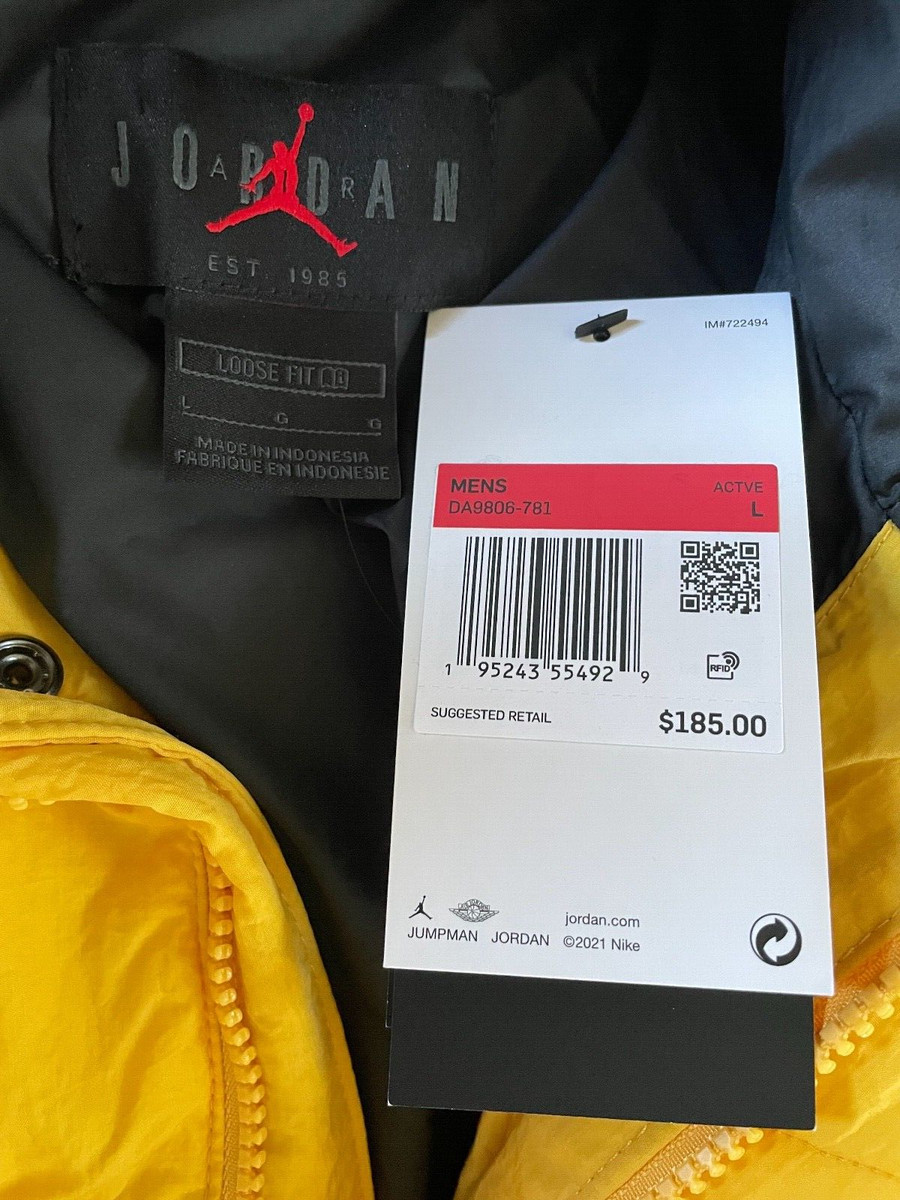 JORDAN
AIR
EST. 1985
LOOSE FIT
L G G
MADE IN INDONESIA
FABRIQUE EN INDONESIE
IM#722494
MENS ACTVE
DA9806-781 L
1 95243 55492 9
RFID
SUGGESTED RETAIL $185.00
jordan.com
JUMPMAN JORDAN ©2021 Nike